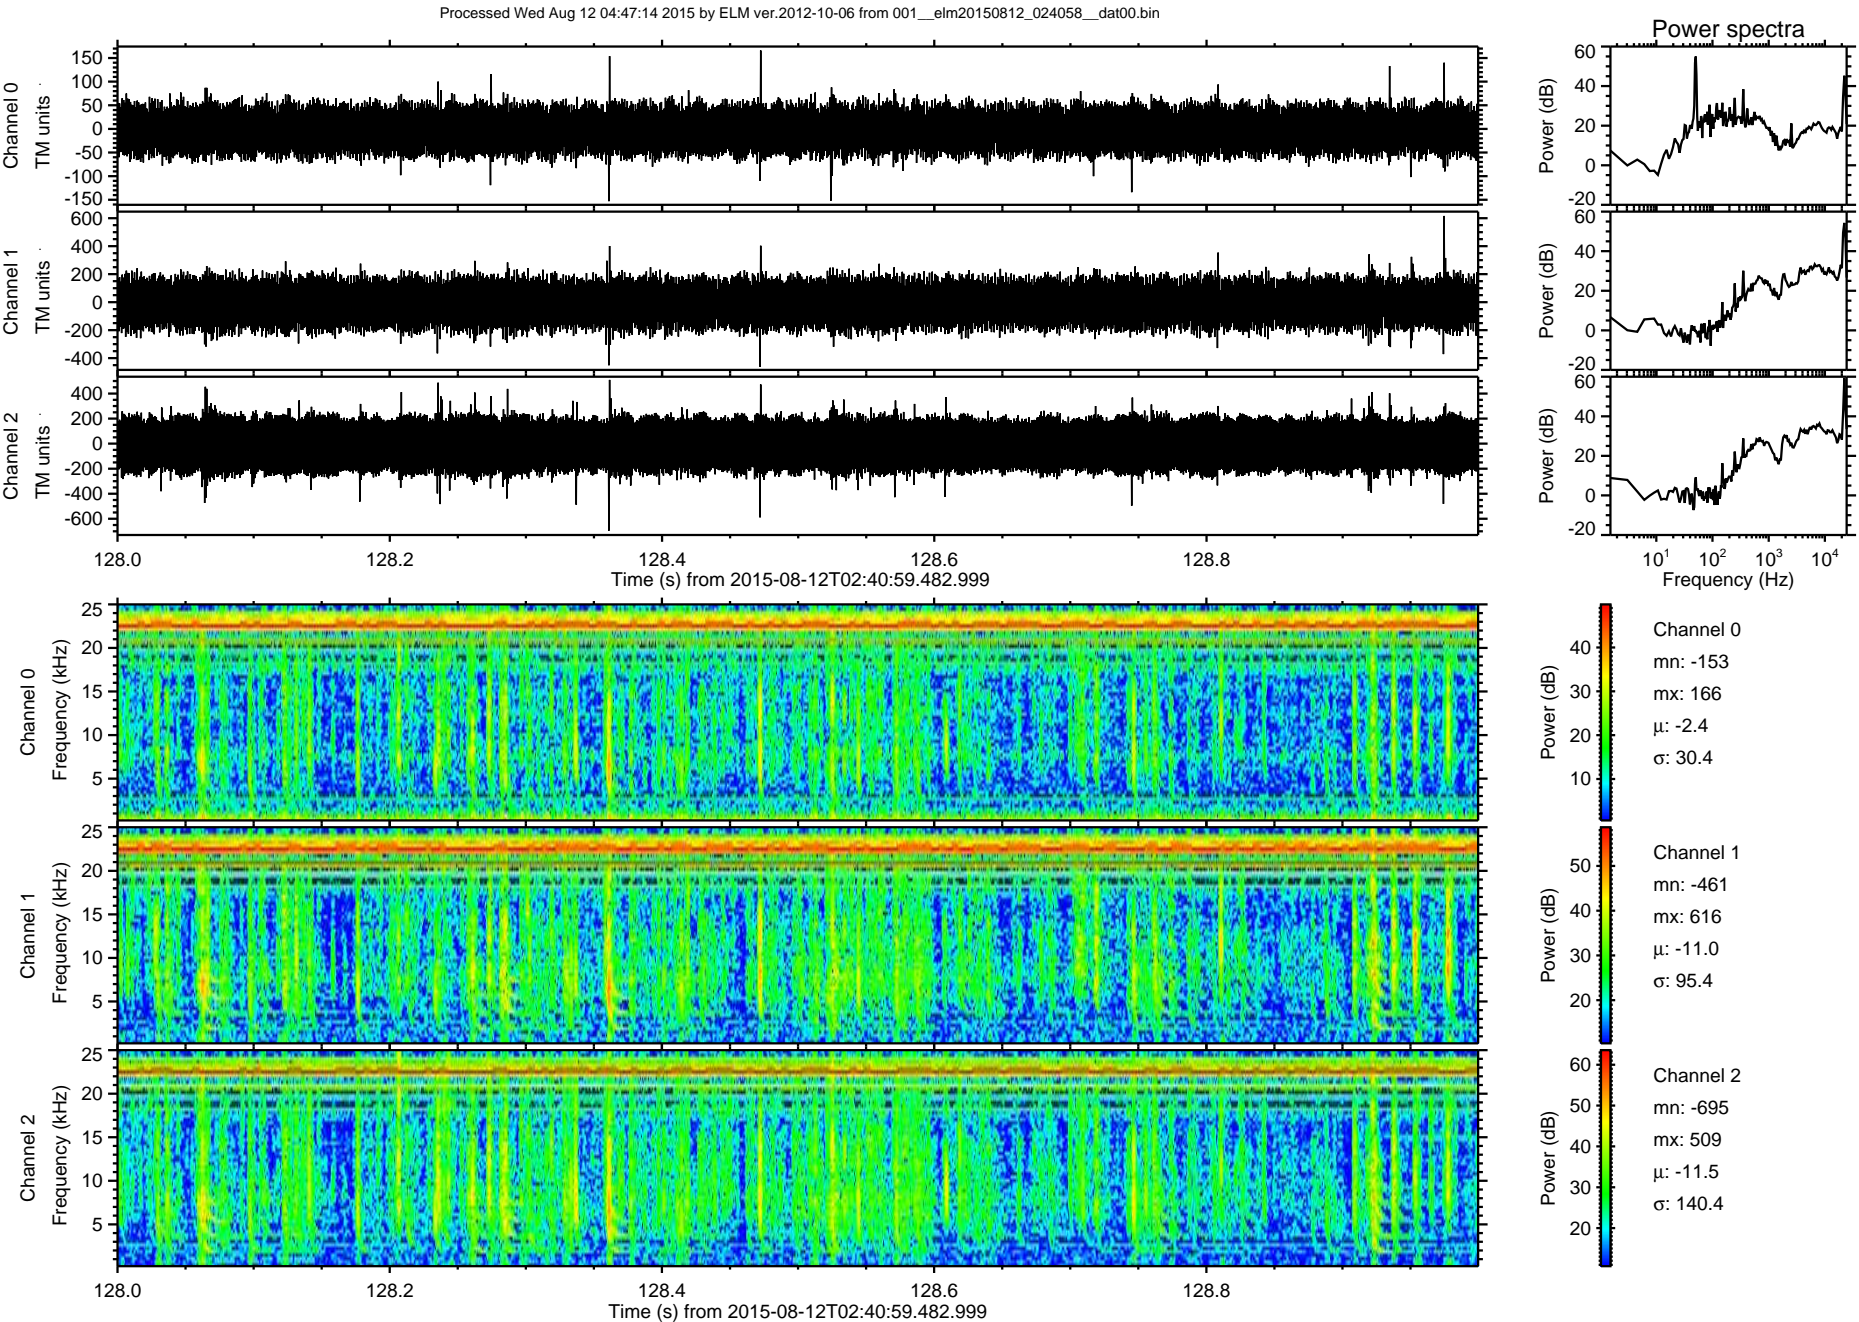 Processed Wed Aug 12 04:47:14 2015 by ELM ver.2012-10-06 from 001__elm20150812_024058__dat00.bin
Power spectra
Channel 0
TM units
150
100
50
0
-50
-100
-150
Power (dB)
60
40
20
0
-20
Channel 1
TM units
600
400
200
0
-200
-400
Power (dB)
60
40
20
0
-20
Channel 2
TM units
400
200
0
-200
-400
-600
Power (dB)
60
40
20
0
-20
128.0 128.2 128.4 128.6 128.8
Time (s) from 2015-08-12T02:40:59.482.999
10^1 10^2 10^3 10^4
Frequency (Hz)
Channel 0
Frequency (kHz)
25
20
15
10
5
Power (dB)
40
30
20
10
Channel 0
mn: -153
mx: 166
μ: -2.4
σ: 30.4
Channel 1
Frequency (kHz)
25
20
15
10
5
Power (dB)
50
40
30
20
Channel 1
mn: -461
mx: 616
μ: -11.0
σ: 95.4
Channel 2
Frequency (kHz)
25
20
15
10
5
Power (dB)
60
50
40
30
20
Channel 2
mn: -695
mx: 509
μ: -11.5
σ: 140.4
128.0 128.2 128.4 128.6 128.8
Time (s) from 2015-08-12T02:40:59.482.999